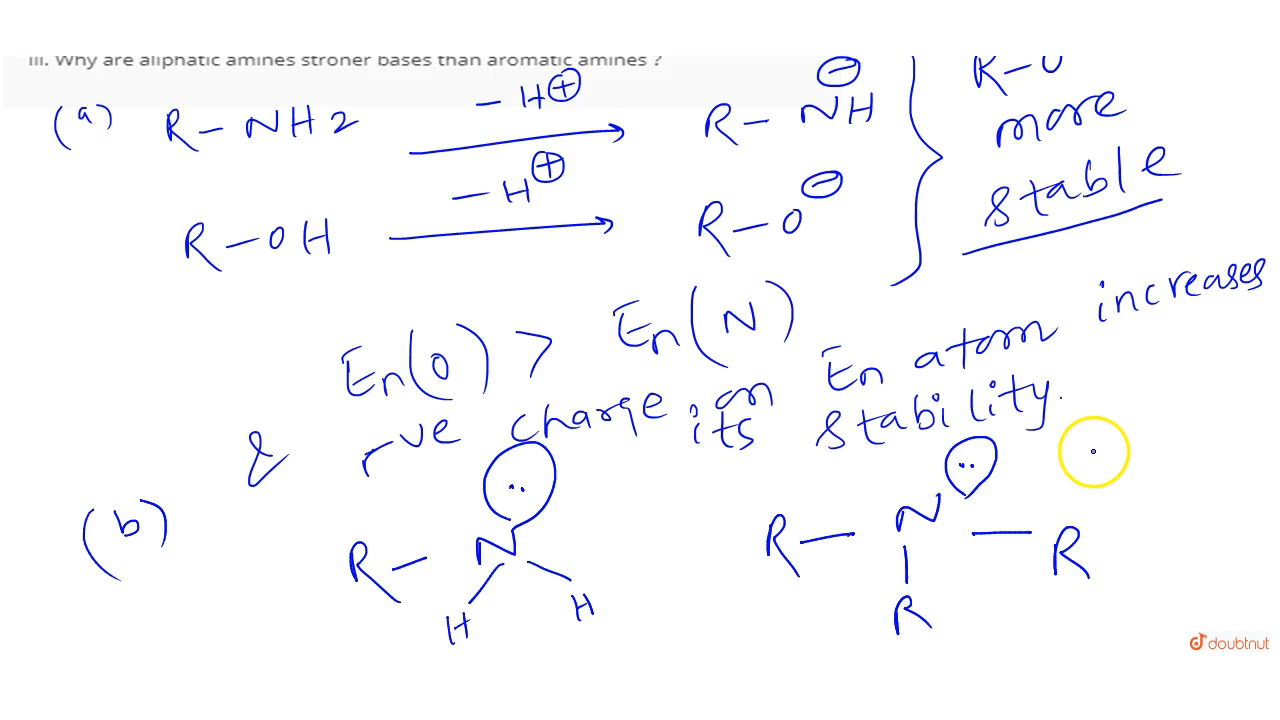 iii. Why are aliphatic amines stroner bases than aromatic amines ?
(a) R-NH2 -H⊕ R-NH⊖
R-OH -H⊕ R-O⊖
R-O
more
stable
En(O) > En(N)
& -ve charge on En atom increases
its stability.
(b) R-N̈
H H
R-N̈-R
R
doubtnut